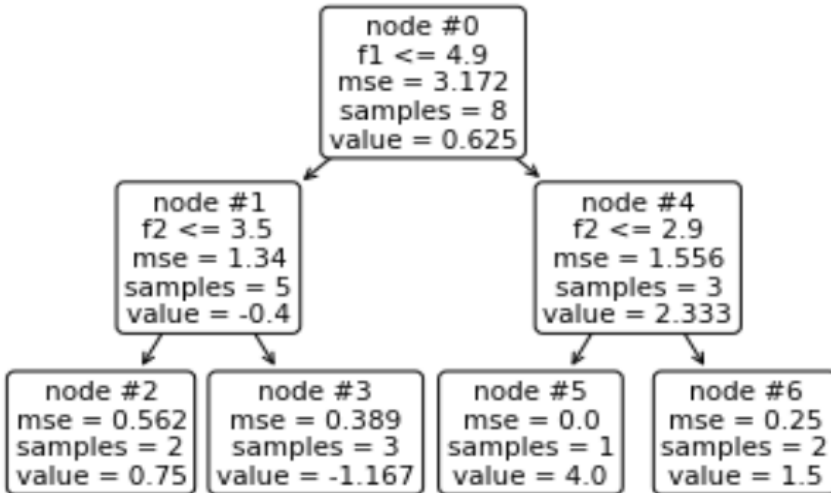 node #0
f1 <= 4.9
mse = 3.172
samples = 8
value = 0.625
node #1
f2 <= 3.5
mse = 1.34
samples = 5
value = -0.4
node #4
f2 <= 2.9
mse = 1.556
samples = 3
value = 2.333
node #2
mse = 0.562
samples = 2
value = 0.75
node #3
mse = 0.389
samples = 3
value = -1.167
node #5
mse = 0.0
samples = 1
value = 4.0
node #6
mse = 0.25
samples = 2
value = 1.5